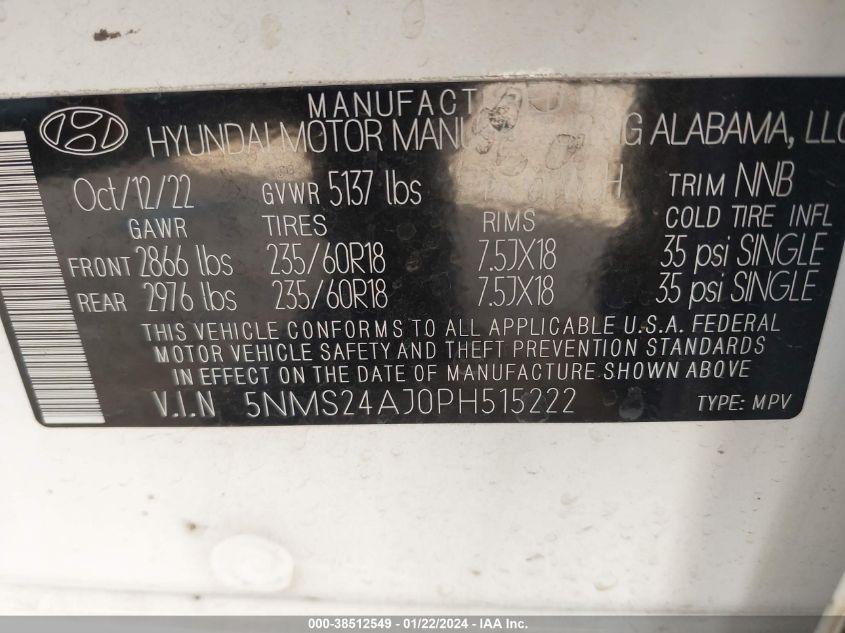 MANUFACT
HYUNDAI MOTOR MANU NG ALABAMA, LLC
Oct/12/22 GVWR 5137 lbs TRIM NNB
GAWR TIRES RIMS COLD TIRE INFL
FRONT 2866 lbs 235/60R18 7.5JX18 35 psi SINGLE
REAR 2976 lbs 235/60R18 7.5JX18 35 psi SINGLE
THIS VEHICLE CONFORMS TO ALL APPLICABLE U.S.A. FEDERAL
MOTOR VEHICLE SAFETY AND THEFT PREVENTION STANDARDS
IN EFFECT ON THE DATE OF MANUFACTURE SHOWN ABOVE
V.I.N 5NMS24AJ0PH515222 TYPE: MPV
000-38512549 - 01/22/2024 - IAA Inc.